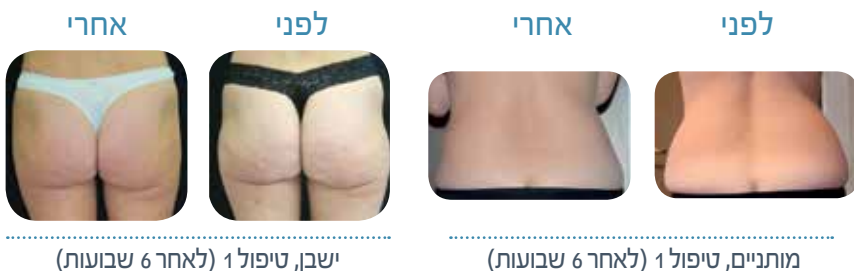 לפני
אחרי
לפני
אחרי
מותניים, טיפול 1 (לאחר 6 שבועות)
ישבן, טיפול 1 (לאחר 6 שבועות)